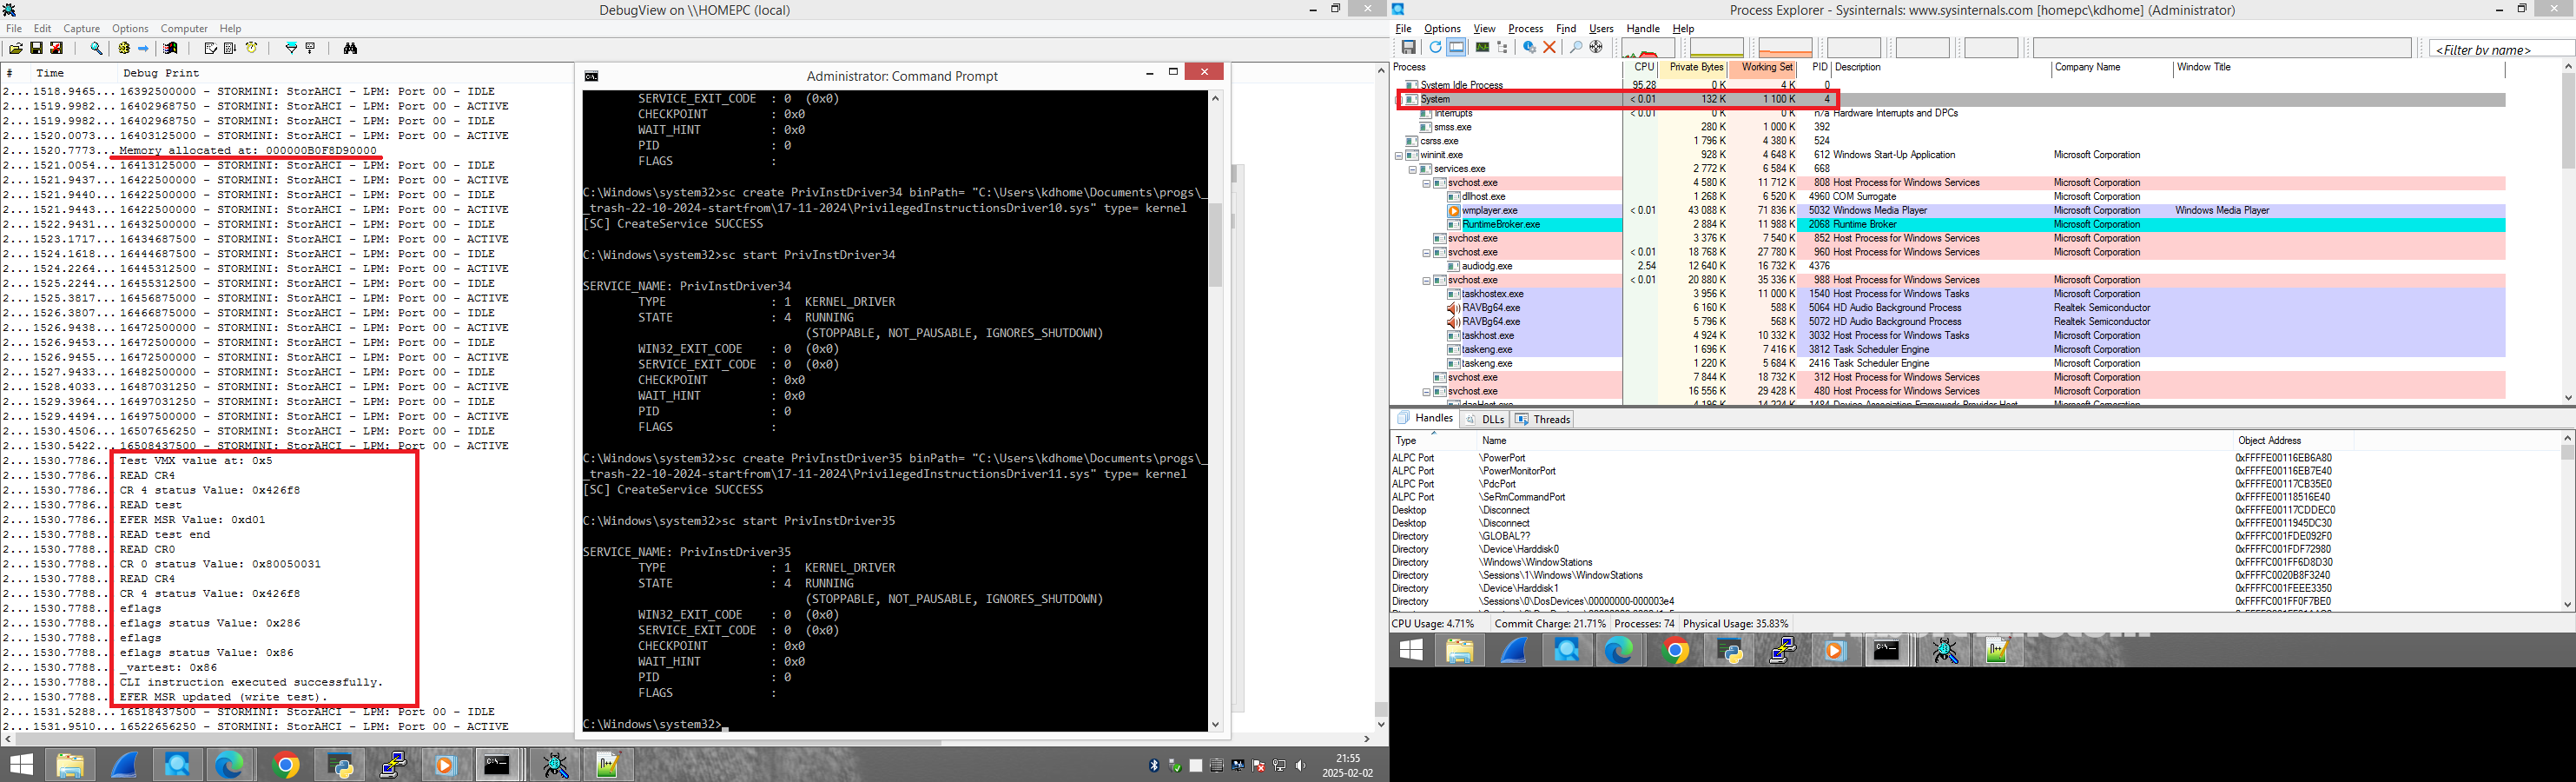 DebugView on \\HOMEPC (local)
File Edit Capture Options Computer Help
# Time Debug Print
2... 1518.9465... 16392500000 - STORMINI: StorAHCI - LPM: Port 00 - IDLE
2... 1519.9982... 16402968750 - STORMINI: StorAHCI - LPM: Port 00 - ACTIVE
2... 1519.9982... 16402968750 - STORMINI: StorAHCI - LPM: Port 00 - IDLE
2... 1520.0073... 16403125000 - STORMINI: StorAHCI - LPM: Port 00 - ACTIVE
2... 1520.7773... Memory allocated at: 000000B0F8D90000
2... 1521.0054... 16413125000 - STORMINI: StorAHCI - LPM: Port 00 - IDLE
2... 1521.9437... 16422500000 - STORMINI: StorAHCI - LPM: Port 00 - ACTIVE
2... 1521.9440... 16422500000 - STORMINI: StorAHCI - LPM: Port 00 - IDLE
2... 1521.9443... 16422500000 - STORMINI: StorAHCI - LPM: Port 00 - ACTIVE
2... 1522.9431... 16432500000 - STORMINI: StorAHCI - LPM: Port 00 - IDLE
2... 1523.1717... 16434687500 - STORMINI: StorAHCI - LPM: Port 00 - ACTIVE
2... 1524.1618... 16444687500 - STORMINI: StorAHCI - LPM: Port 00 - IDLE
2... 1524.2264... 16445312500 - STORMINI: StorAHCI - LPM: Port 00 - ACTIVE
2... 1525.2244... 16455312500 - STORMINI: StorAHCI - LPM: Port 00 - IDLE
2... 1525.3817... 16456875000 - STORMINI: StorAHCI - LPM: Port 00 - ACTIVE
2... 1526.3807... 16466875000 - STORMINI: StorAHCI - LPM: Port 00 - IDLE
2... 1526.9438... 16472500000 - STORMINI: StorAHCI - LPM: Port 00 - ACTIVE
2... 1526.9453... 16472500000 - STORMINI: StorAHCI - LPM: Port 00 - IDLE
2... 1526.9455... 16472500000 - STORMINI: StorAHCI - LPM: Port 00 - ACTIVE
2... 1527.9433... 16482500000 - STORMINI: StorAHCI - LPM: Port 00 - IDLE
2... 1528.4033... 16487031250 - STORMINI: StorAHCI - LPM: Port 00 - ACTIVE
2... 1529.3964... 16497031250 - STORMINI: StorAHCI - LPM: Port 00 - IDLE
2... 1529.4494... 16497500000 - STORMINI: StorAHCI - LPM: Port 00 - ACTIVE
2... 1530.4506... 16507656250 - STORMINI: StorAHCI - LPM: Port 00 - IDLE
2... 1530.5422... 16508437500 - STORMINI: StorAHCI - LPM: Port 00 - ACTIVE
2... 1530.7786... Test VMX value at: 0x5
2... 1530.7786... READ CR4
2... 1530.7786... CR 4 status Value: 0x426f8
2... 1530.7786... READ test
2... 1530.7786... EFER MSR Value: 0xd01
2... 1530.7788... READ test end
2... 1530.7788... READ CR0
2... 1530.7788... CR 0 status Value: 0x80050031
2... 1530.7788... READ CR4
2... 1530.7788... CR 4 status Value: 0x426f8
2... 1530.7788... eflags
2... 1530.7788... eflags status Value: 0x286
2... 1530.7788... eflags
2... 1530.7788... eflags status Value: 0x86
2... 1530.7788... _vartest: 0x86
2... 1530.7788... CLI instruction executed successfully.
2... 1530.7788... EFER MSR updated (write test).
2... 1531.5288... 16518437500 - STORMINI: StorAHCI - LPM: Port 00 - IDLE
2... 1531.9510... 16522656250 - STORMINI: StorAHCI - LPM: Port 00 - ACTIVE
Administrator: Command Prompt
SERVICE_EXIT_CODE : 0 (0x0)
CHECKPOINT : 0x0
WAIT_HINT : 0x0
PID : 0
FLAGS :
C:\Windows\system32>sc create PrivInstDriver34 binPath= "C:\Users\kdhome\Documents\progs\_
_trash-22-10-2024-startfrom\17-11-2024\PrivilegedInstructionsDriver10.sys" type= kernel
[SC] CreateService SUCCESS
C:\Windows\system32>sc start PrivInstDriver34
SERVICE_NAME: PrivInstDriver34
TYPE : 1 KERNEL_DRIVER
STATE : 4 RUNNING
(STOPPABLE, NOT_PAUSABLE, IGNORES_SHUTDOWN)
WIN32_EXIT_CODE : 0 (0x0)
SERVICE_EXIT_CODE : 0 (0x0)
CHECKPOINT : 0x0
WAIT_HINT : 0x0
PID : 0
FLAGS :
C:\Windows\system32>sc create PrivInstDriver35 binPath= "C:\Users\kdhome\Documents\progs\_
_trash-22-10-2024-startfrom\17-11-2024\PrivilegedInstructionsDriver11.sys" type= kernel
[SC] CreateService SUCCESS
C:\Windows\system32>sc start PrivInstDriver35
SERVICE_NAME: PrivInstDriver35
TYPE : 1 KERNEL_DRIVER
STATE : 4 RUNNING
(STOPPABLE, NOT_PAUSABLE, IGNORES_SHUTDOWN)
WIN32_EXIT_CODE : 0 (0x0)
SERVICE_EXIT_CODE : 0 (0x0)
CHECKPOINT : 0x0
WAIT_HINT : 0x0
PID : 0
FLAGS :
C:\Windows\system32>_
21:55
2025-02-02
Process Explorer - Sysinternals: www.sysinternals.com [homepc\kdhome] (Administrator)
File Options View Process Find Users Handle Help
<Filter by name>
Process CPU Private Bytes Working Set PID Description Company Name Window Title
System Idle Process 95.28 0 K 4 K 0
System < 0.01 132 K 1 100 K 4
Interrupts < 0.01 0 K 0 K n/a Hardware Interrupts and DPCs
smss.exe 280 K 1 000 K 392
csrss.exe 1 796 K 4 380 K 524
wininit.exe 928 K 4 648 K 612 Windows Start-Up Application Microsoft Corporation
services.exe 2 772 K 6 584 K 668
svchost.exe 4 580 K 11 712 K 808 Host Process for Windows Services Microsoft Corporation
dllhost.exe 1 268 K 6 520 K 4960 COM Surrogate Microsoft Corporation
wmplayer.exe < 0.01 43 088 K 71 836 K 5032 Windows Media Player Microsoft Corporation Windows Media Player
RuntimeBroker.exe 2 884 K 11 988 K 2068 Runtime Broker Microsoft Corporation
svchost.exe 3 376 K 7 540 K 852 Host Process for Windows Services Microsoft Corporation
svchost.exe < 0.01 18 768 K 27 780 K 960 Host Process for Windows Services Microsoft Corporation
audiodg.exe 2.54 12 640 K 16 732 K 4376
svchost.exe < 0.01 20 880 K 35 336 K 988 Host Process for Windows Services Microsoft Corporation
taskhostex.exe 3 956 K 11 000 K 1540 Host Process for Windows Tasks Microsoft Corporation
RAVBg64.exe 6 160 K 588 K 5064 HD Audio Background Process Realtek Semiconductor
RAVBg64.exe 5 796 K 568 K 5072 HD Audio Background Process Realtek Semiconductor
taskhost.exe 4 924 K 10 332 K 3032 Host Process for Windows Tasks Microsoft Corporation
taskeng.exe 1 696 K 7 416 K 3812 Task Scheduler Engine Microsoft Corporation
taskeng.exe 1 220 K 5 684 K 2416 Task Scheduler Engine Microsoft Corporation
svchost.exe 7 844 K 18 732 K 312 Host Process for Windows Services Microsoft Corporation
svchost.exe 16 556 K 29 428 K 480 Host Process for Windows Services Microsoft Corporation
Handles DLLs Threads
Type Name Object Address
ALPC Port \PowerPort 0xFFFFE00116EB6A80
ALPC Port \PowerMonitorPort 0xFFFFE00116EB7E40
ALPC Port \PdcPort 0xFFFFE00117CB35E0
ALPC Port \SeRmCommandPort 0xFFFFE00118516E40
Desktop \Disconnect 0xFFFFE00117CDDEC0
Desktop \Disconnect 0xFFFFE0011945DC30
Directory \GLOBAL?? 0xFFFFC001FDE092F0
Directory \Device\Harddisk0 0xFFFFC001FDF72980
Directory \Windows\WindowStations 0xFFFFC001FF6D8D30
Directory \Sessions\1\Windows\WindowStations 0xFFFFC0020B8F3240
Directory \Device\Harddisk1 0xFFFFC001FEEE3350
Directory \Sessions\0\DosDevices\00000000-000003e4 0xFFFFC001FF0F7BE0
CPU Usage: 4.71% Commit Charge: 21.71% Processes: 74 Physical Usage: 35.83%